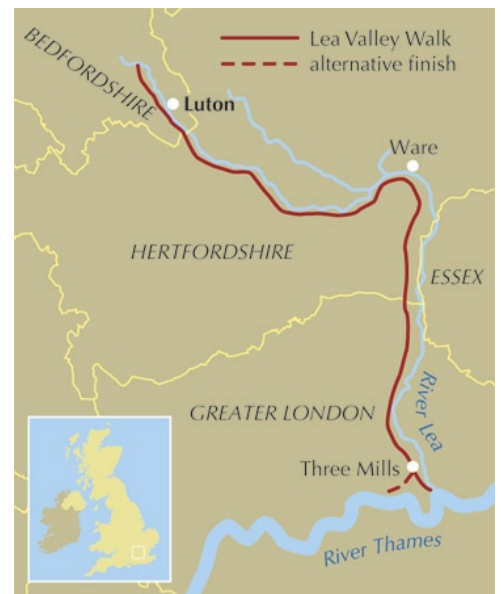 BEDFORDSHIRE
Lea Valley Walk
alternative finish
Luton
Ware
HERTFORDSHIRE
ESSEX
River Lea
GREATER LONDON
Three Mills
River Thames